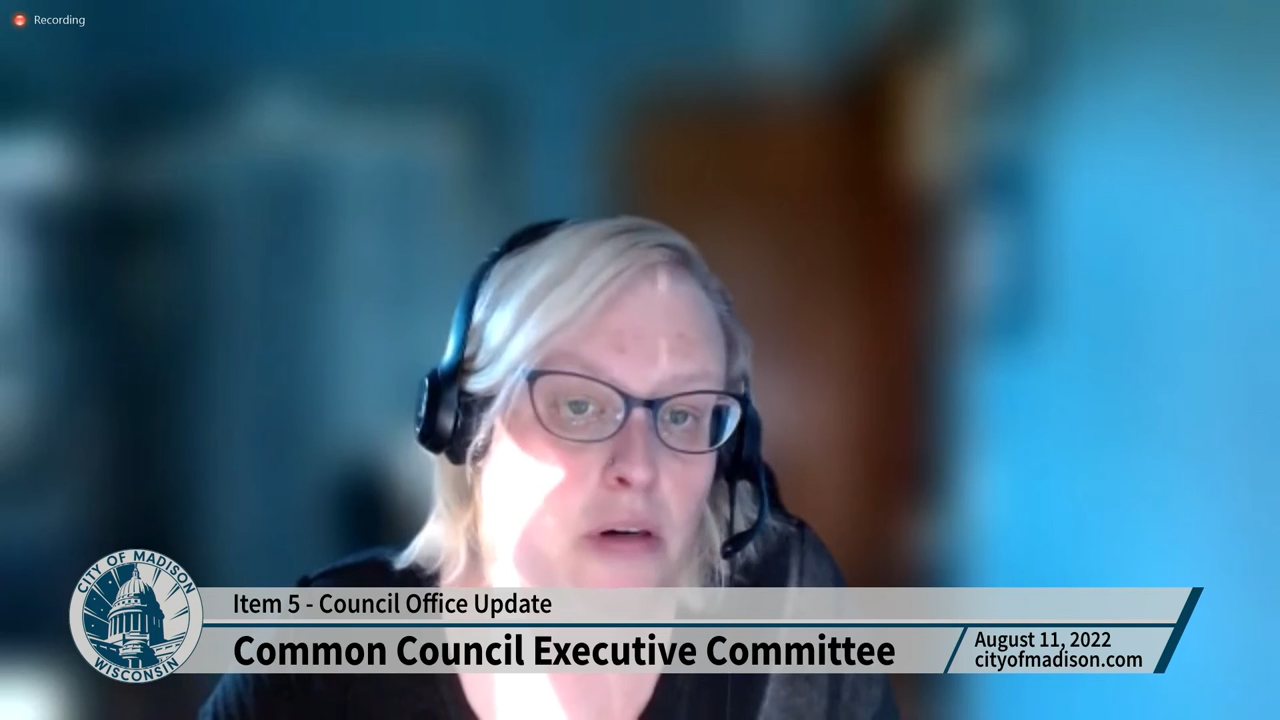 Recording
Item 5 - Council Office Update
Common Council Executive Committee
August 11, 2022
cityofmadison.com
CITY OF MADISON
WISCONSIN